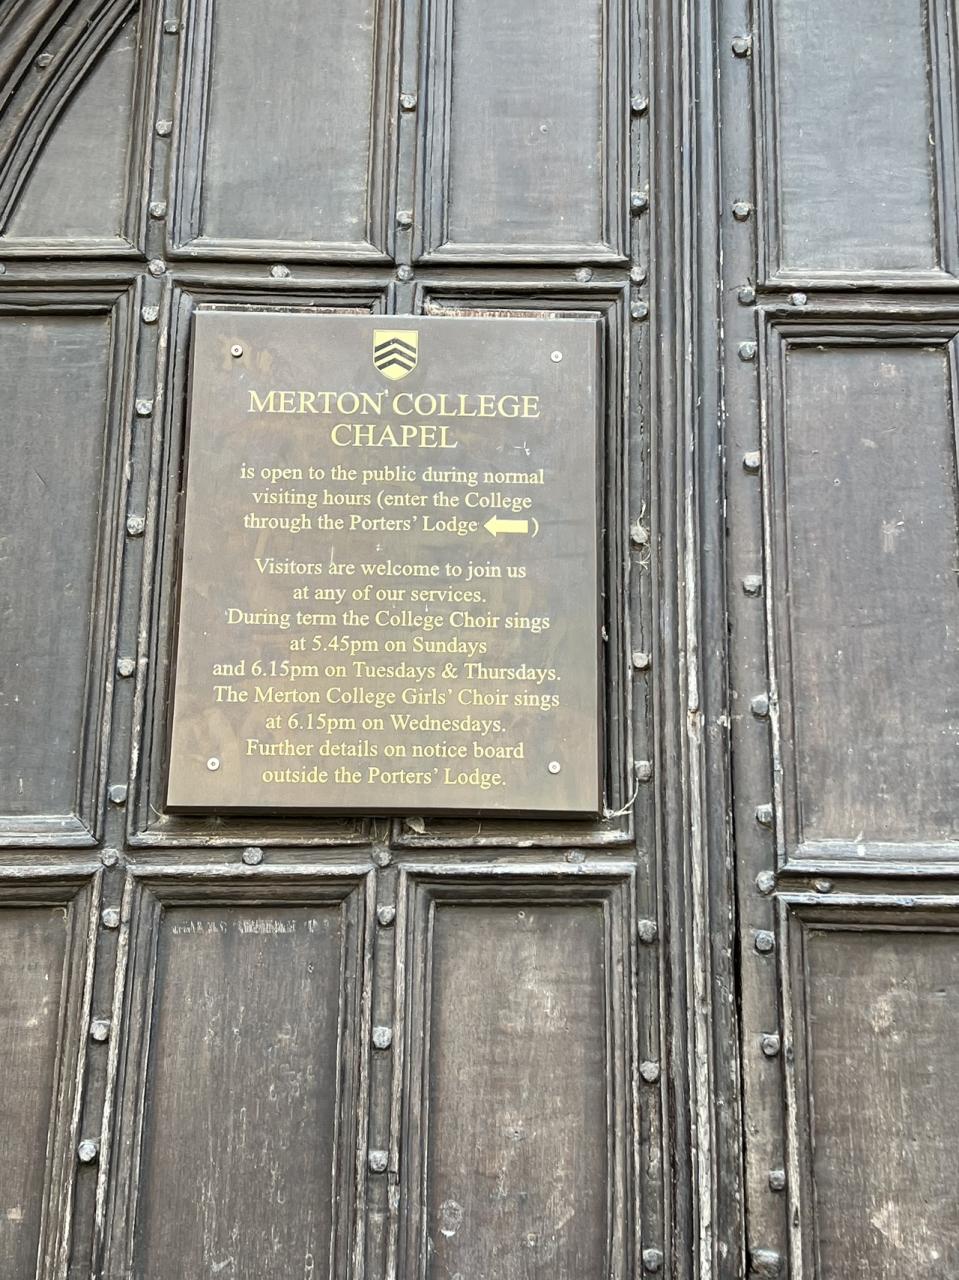 MERTON COLLEGE
CHAPEL
is open to the public during normal
visiting hours (enter the College
through the Porters' Lodge )
Visitors are welcome to join us
at any of our services.
During term the College Choir sings
at 5.45pm on Sundays
and 6.15pm on Tuesdays & Thursdays.
The Merton College Girls' Choir sings
at 6.15pm on Wednesdays.
Further details on notice board
outside the Porters' Lodge.